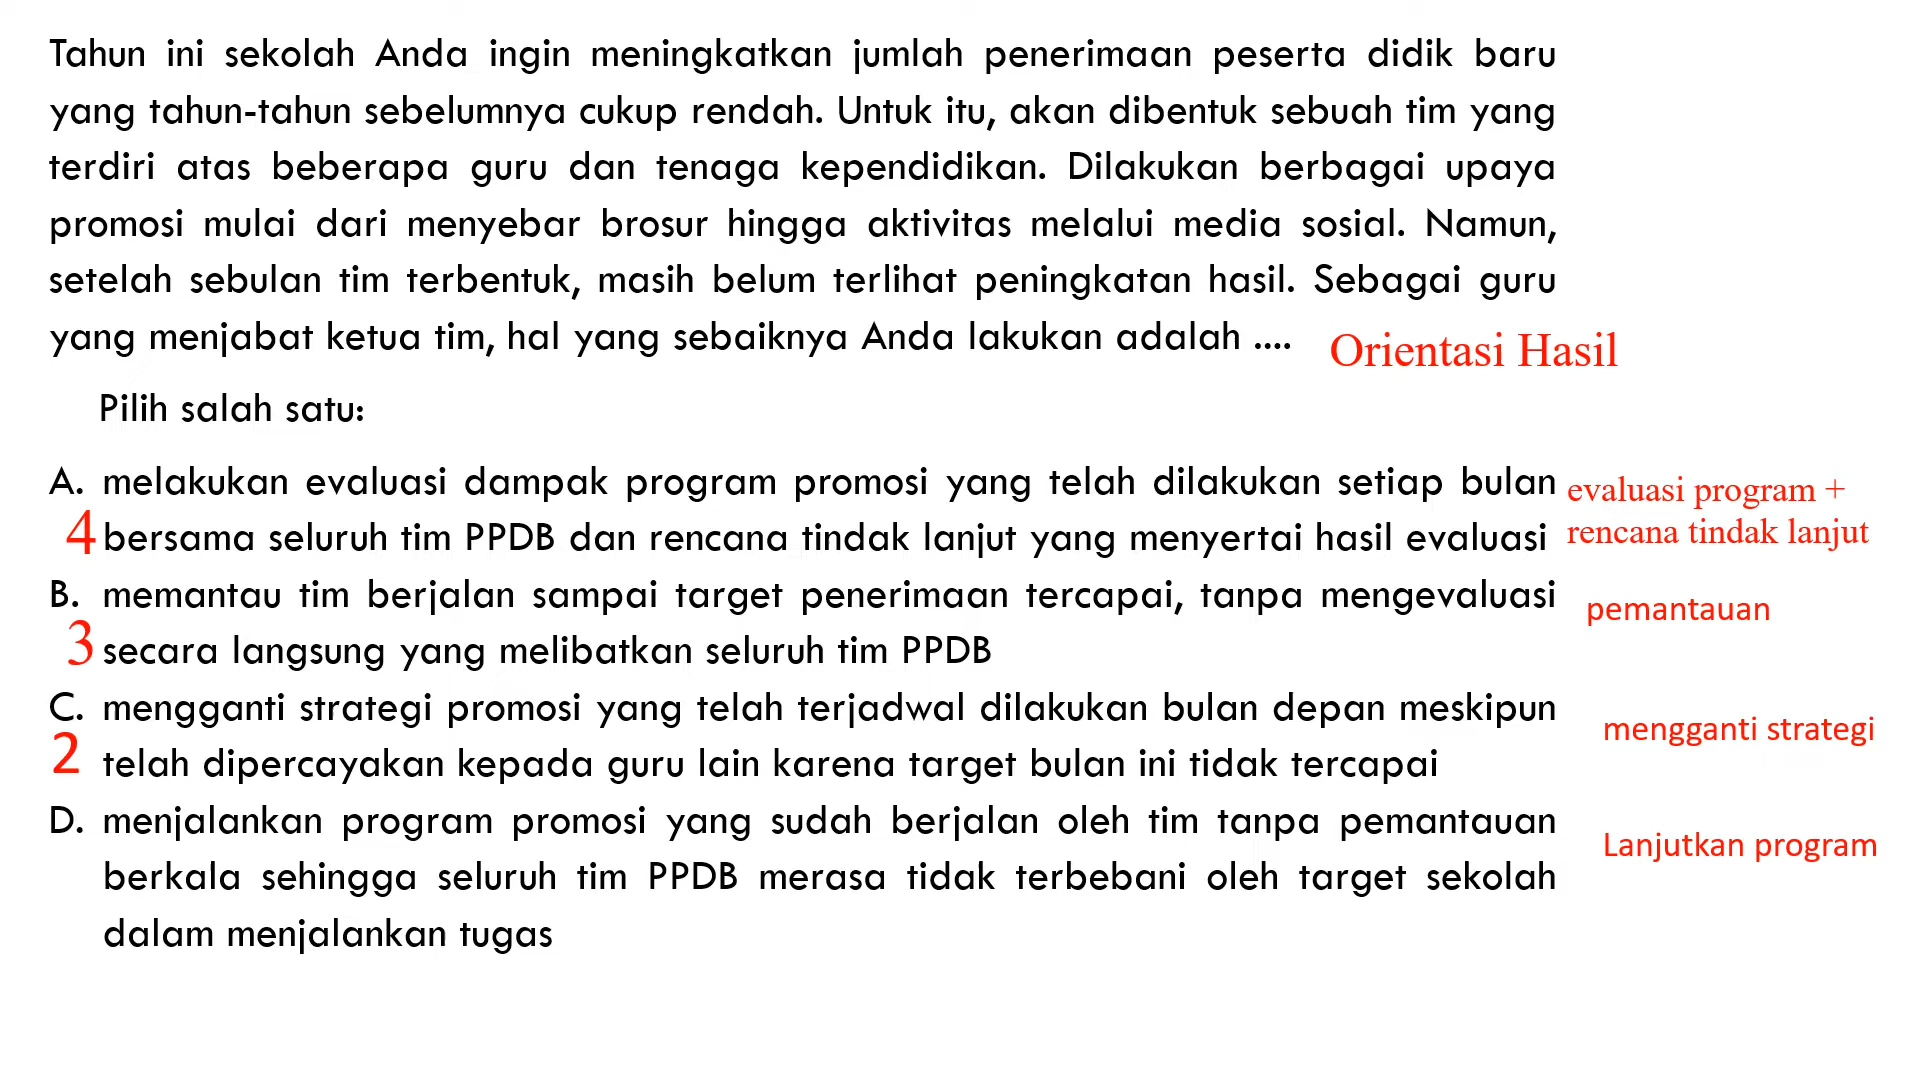 Tahun ini sekolah Anda ingin meningkatkan jumlah penerimaan peserta didik baru
yang tahun-tahun sebelumnya cukup rendah. Untuk itu, akan dibentuk sebuah tim yang
terdiri atas beberapa guru dan tenaga kependidikan. Dilakukan berbagai upaya
promosi mulai dari menyebar brosur hingga aktivitas melalui media sosial. Namun,
setelah sebulan tim terbentuk, masih belum terlihat peningkatan hasil. Sebagai guru
yang menjabat ketua tim, hal yang sebaiknya Anda lakukan adalah .... Orientasi Hasil
Pilih salah satu:
A. melakukan evaluasi dampak program promosi yang telah dilakukan setiap bulan evaluasi program +
4 bersama seluruh tim PPDB dan rencana tindak lanjut yang menyertai hasil evaluasi rencana tindak lanjut
B. memantau tim berjalan sampai target penerimaan tercapai, tanpa mengevaluasi pemantauan
3 secara langsung yang melibatkan seluruh tim PPDB
C. mengganti strategi promosi yang telah terjadwal dilakukan bulan depan meskipun mengganti strategi
2 telah dipercayakan kepada guru lain karena target bulan ini tidak tercapai
D. menjalankan program promosi yang sudah berjalan oleh tim tanpa pemantauan Lanjutkan program
berkala sehingga seluruh tim PPDB merasa tidak terbebani oleh target sekolah
dalam menjalankan tugas